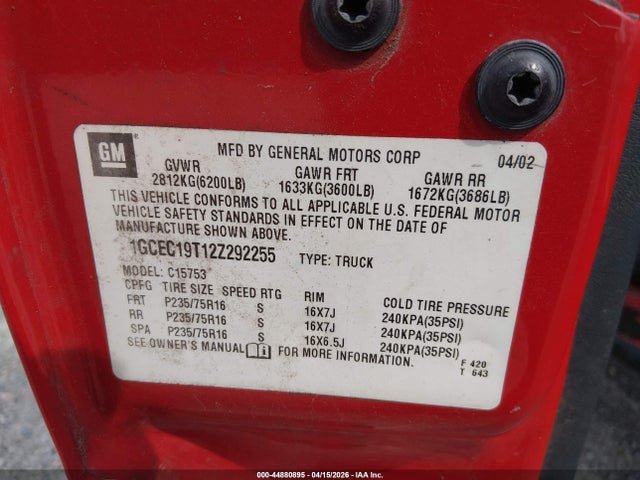 GM
MFD BY GENERAL MOTORS CORP 04/02
GVWR GAWR FRT GAWR RR
2812KG(6200LB) 1633KG(3600LB) 1672KG(3686LB)
THIS VEHICLE CONFORMS TO ALL APPLICABLE U.S. FEDERAL MOTOR
VEHICLE SAFETY STANDARDS IN EFFECT ON THE DATE OF
MANUFACTURE SHOWN ABOVE.
1GCEC19T12Z292255 TYPE: TRUCK
MODEL: C15753
CPFG TIRE SIZE SPEED RTG RIM COLD TIRE PRESSURE
FRT P235/75R16 S 16X7J 240KPA(35PSI)
RR P235/75R16 S 16X7J 240KPA(35PSI)
SPA P235/75R16 S 16X6.5J 240KPA(35PSI)
SEE OWNER'S MANUAL FOR MORE INFORMATION.
F 420
T 643
000-44880895 - 04/15/2026 - IAA Inc.